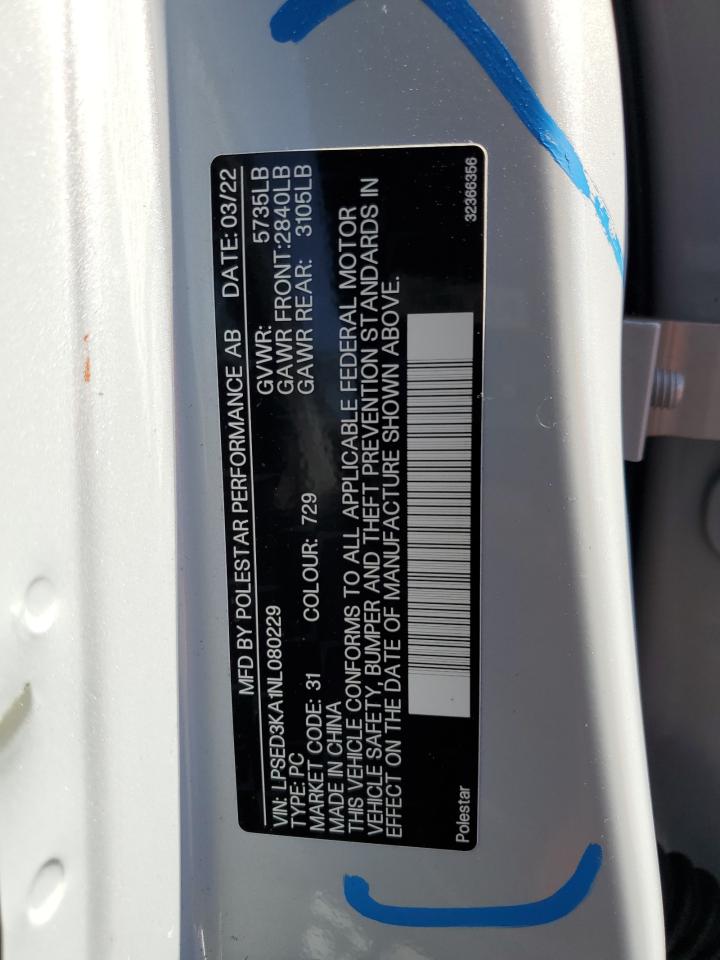 MFD BY POLESTAR PERFORMANCE AB DATE: 03/22
VIN: LPSED3KA1NL080229 GVWR: 5735LB
TYPE: PC GAWR FRONT:2840LB
MARKET CODE: 31 COLOUR: 729 GAWR REAR: 3105LB
MADE IN CHINA
THIS VEHICLE CONFORMS TO ALL APPLICABLE FEDERAL MOTOR
VEHICLE SAFETY, BUMPER AND THEFT PREVENTION STANDARDS IN
EFFECT ON THE DATE OF MANUFACTURE SHOWN ABOVE.
Polestar 32366356